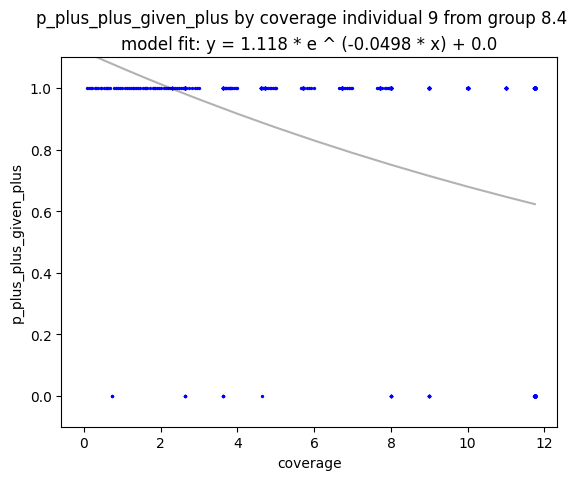 p_plus_plus_given_plus by coverage individual 9 from group 8.4
model fit: y = 1.118 * e ^ (-0.0498 * x) + 0.0
p_plus_plus_given_plus
1.0
0.8
0.6
0.4
0.2
0.0
0 2 4 6 8 10 12
coverage